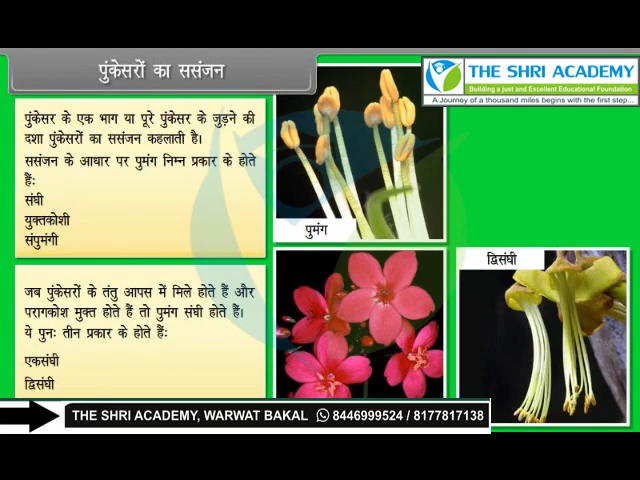 पुंकेसरों का ससंजन
THE SHRI ACADEMY
Building a just and Excellent Educational Foundation
A Journey of a thousand miles begins with the first step...
पुंकेसर के एक भाग या पूरे पुंकेसर के जुड़ने की
दशा पुंकेसरों का ससंजन कहलाती है।
ससंजन के आधार पर पुमंग निम्न प्रकार के होते
हैं:
संघी
युक्तकोशी
संपुमंगी
पुमंग
द्विसंघी
जब पुंकेसरों के तंतु आपस में मिले होते हैं और
परागकोश मुक्त होते हैं तो पुमंग संघी होते हैं।
ये पुनः तीन प्रकार के होते हैं:
एकसंघी
द्विसंघी
THE SHRI ACADEMY, WARWAT BAKAL 8446999524 / 8177817138